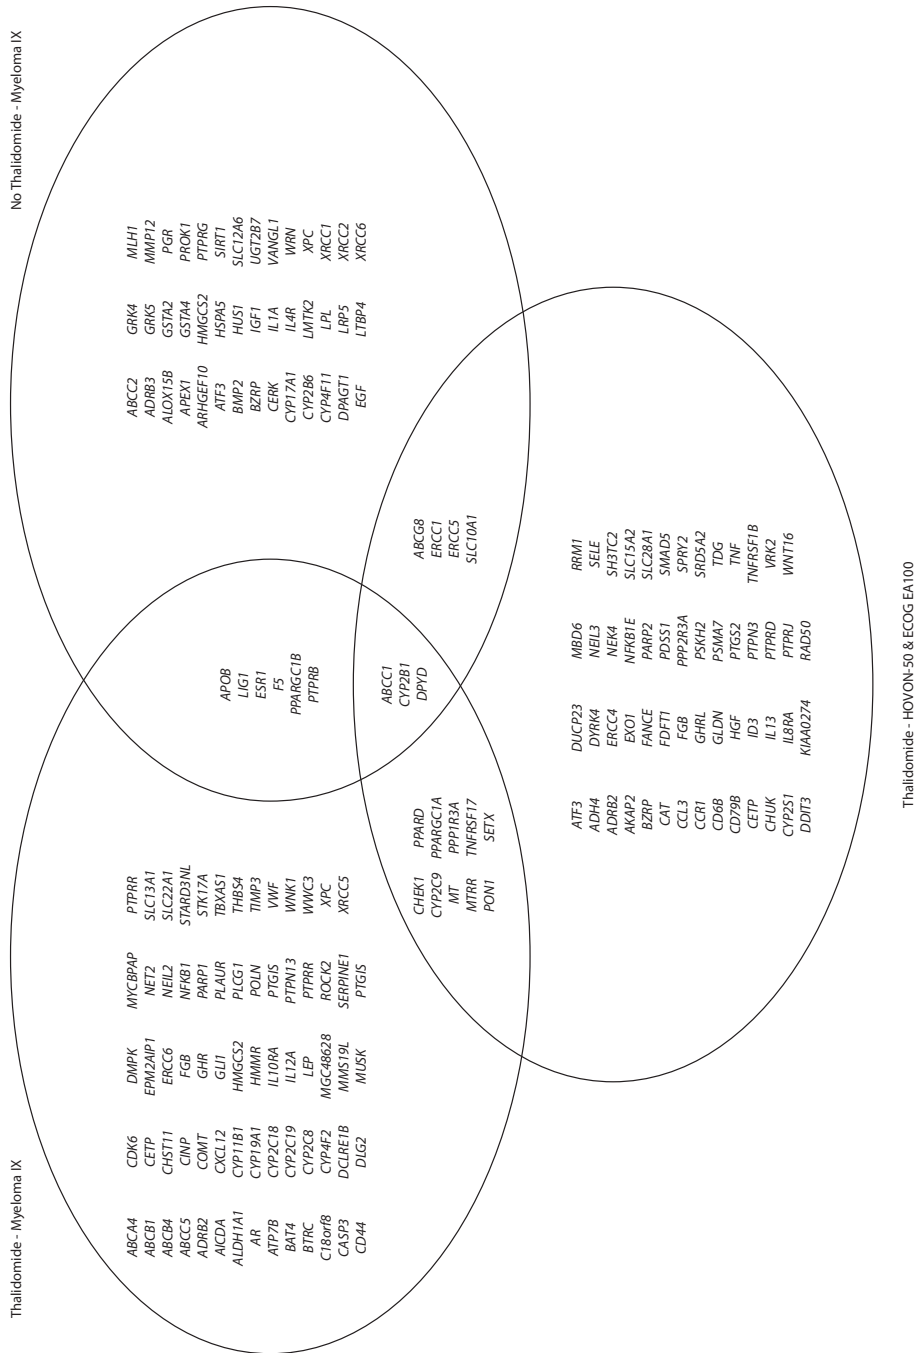 Thalidomide - Myeloma IX
No Thalidomide - Myeloma IX
ABCA4 CDK6 DMPK MYCBPAP PTPRR
ABCB1 CETP EPM2AIP1 NET2 SLC13A1
ABCB4 CHST11 ERCC6 NEIL2 SLC22A1
ABCC5 CINP FGB NFKB1 STARD3NL
ADRB2 COMT GHR PARP1 STK17A
AICDA CXCL12 GLI1 PLAUR TBXAS1
ALDH1A1 CYP11B1 HMGCS2 PLCG1 THBS4
AR CYP19A1 HMMR POLN TIMP3
ATP7B CYP2C18 IL10RA PTGIS VWF
BAT4 CYP2C19 IL12A PTPN13 WNK1
BTRC CYP2C8 LEP PTPRR WWC3
C18orf8 CYP4F2 MGC48628 ROCK2 XPC
CASP3 DCLRE1B MMS19L SERPINE1 XRCC5
CD44 DLG2 MUSK PTGIS
APOB
LIG1
ESR1
F5
PPARGC1B
PTPRB
ABCC2 GRK4 MLH1
ADRB3 GRK5 MMP12
ALOX15B GSTA2 PGR
APEX1 GSTA4 PROK1
ARHGEF10 HMGCS2 PTPRG
ATF3 HSPA5 SIRT1
BMP2 HUS1 SLC12A6
BZRP IGF1 UGT2B7
CERK IL1A VANGL1
CYP17A1 IL4R WRN
CYP2B6 LMTK2 XPC
CYP4F11 LPL XRCC1
DPAGT1 LRP5 XRCC2
EGF LTBP4 XRCC6
CHEK1 PPARD
CYP2C9 PPARGC1A
MT PPP1R3A
MTRR TNFRSF17
PON1 SETX
ABCC1
CYP2B1
DPYD
ABCG8
ERCC1
ERCC5
SLC10A1
ATF3 DUCP23 MBD6 RRM1
ADH4 DYRK4 NEIL3 SELE
ADRB2 ERCC4 NEK4 SH3TC2
AKAP2 EXO1 NFKB1E SLC15A2
BZRP FANCE PARP2 SLC28A1
CAT FDFT1 PDSS1 SMAD5
CCL3 FGB PPP2R3A SPRY2
CCR1 GHRL PSKH2 SRD5A2
CD6B GLDN PSMA7 TDG
CD79B HGF PTGS2 TNF
CETP ID3 PTPN3 TNFRSF1B
CHUK IL13 PTPRD VRK2
CYP2S1 IL8RA PTPRJ WNT16
DDIT3 KIAA0274 RAD50
Thalidomide - HOVON-50 & ECOG EA100